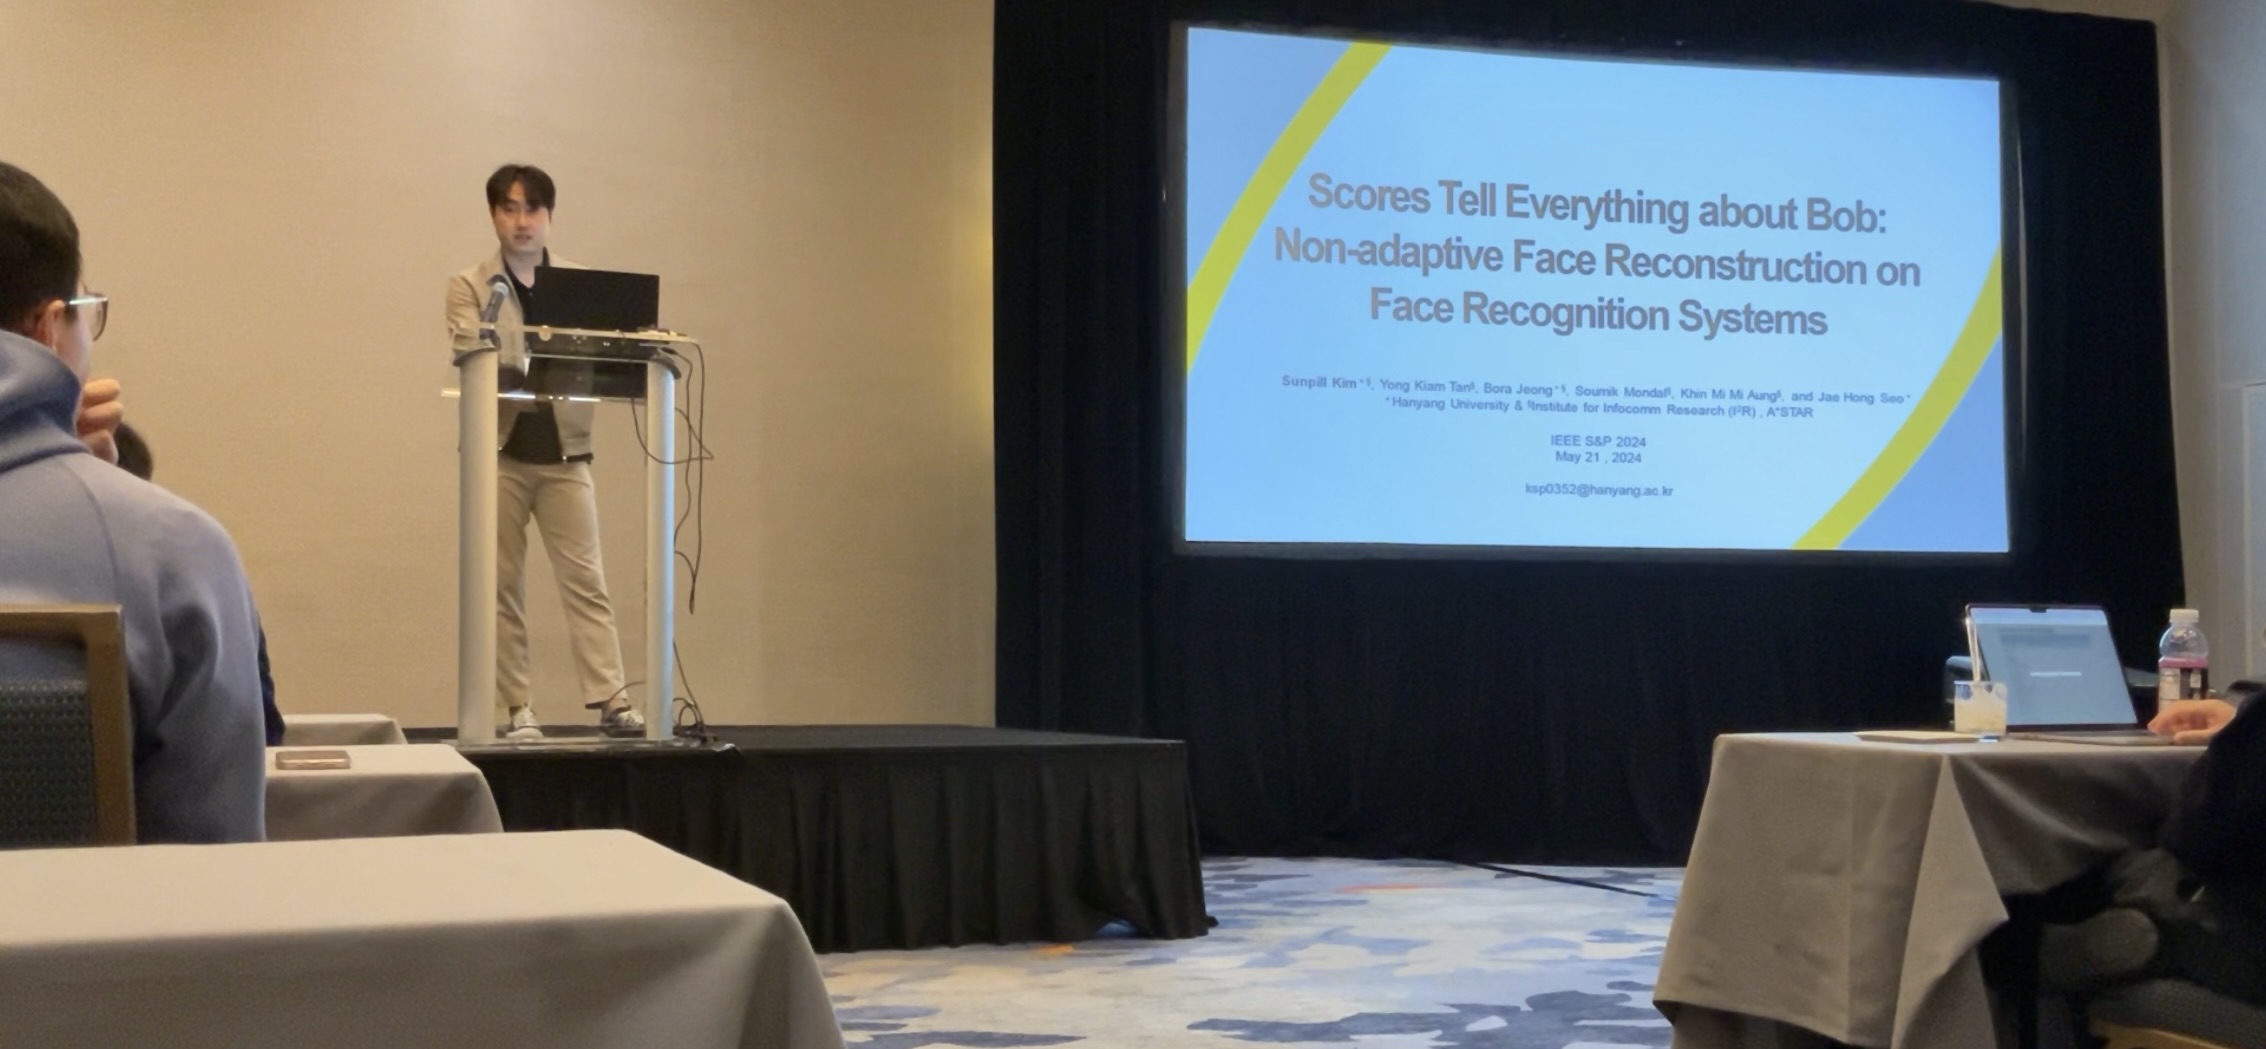 Scores Tell Everything about Bob:
Non-adaptive Face Reconstruction on
Face Recognition Systems
Sunpill Kim*§, Yong Kiam Tan§, Bora Jeong*§, Soumik Mondal§, Khin Mi Mi Aung§, and Jae Hong Seo*
*Hanyang University & §Institute for Infocomm Research (I²R) , A*STAR
IEEE S&P 2024
May 21 , 2024
ksp0352@hanyang.ac.kr